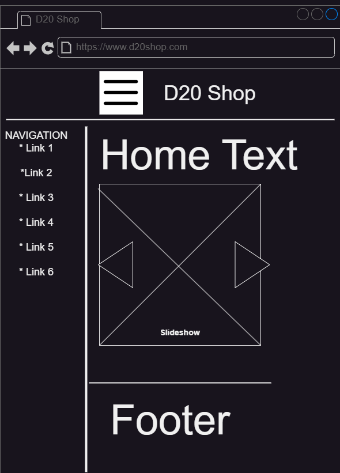 D20 Shop
https://www.d20shop.com
D20 Shop
NAVIGATION
* Link 1
*Link 2
* Link 3
* Link 4
* Link 5
* Link 6
Home Text
Slideshow
Footer